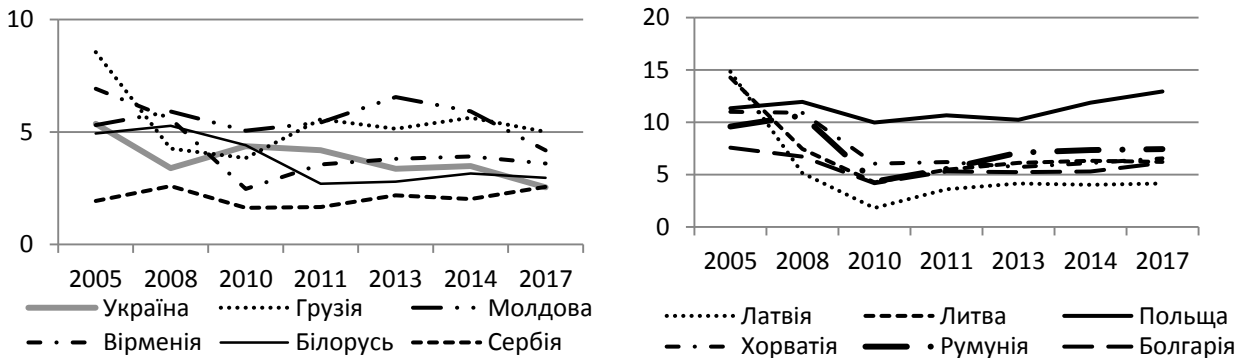 10
5
0
2005 2008 2010 2011 2013 2014 2017
Україна Грузія Молдова
Вірменія Білорусь Сербія
20
15
10
5
0
2005 2008 2010 2011 2013 2014 2017
Латвія Литва Польща
Хорватія Румунія Болгарія